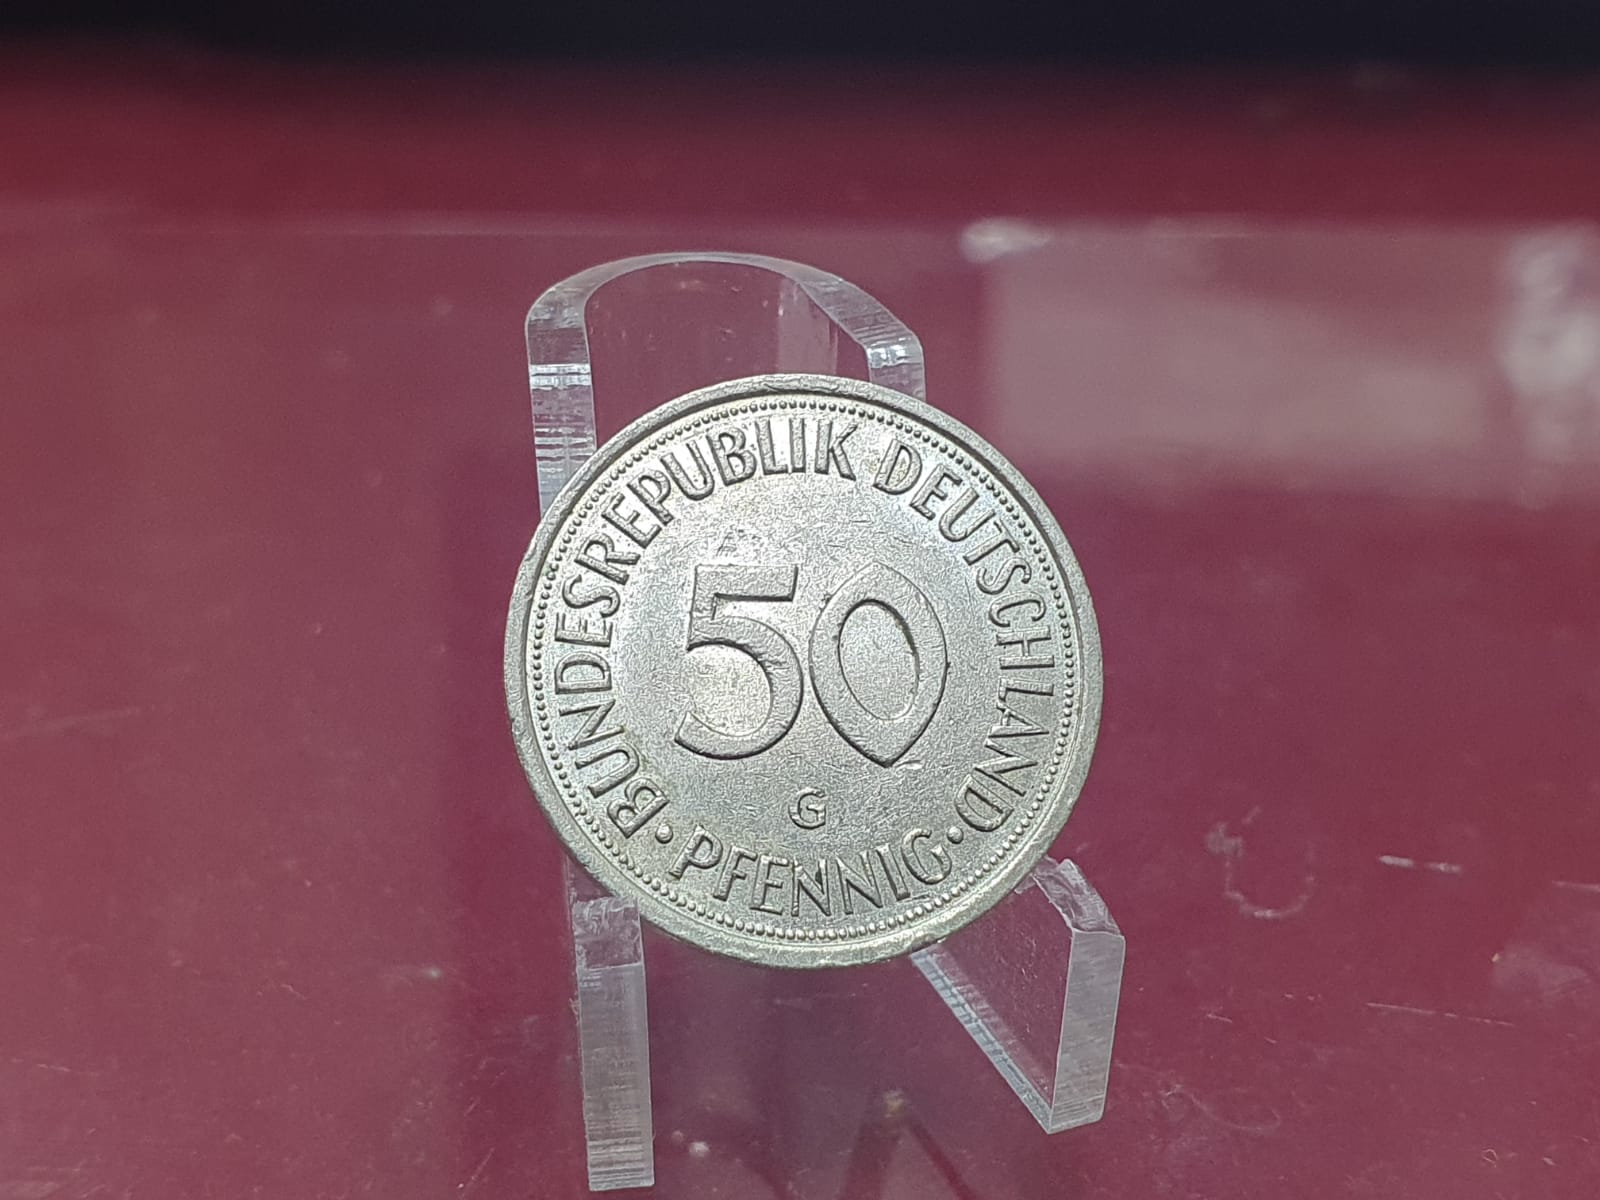 BUNDESREPUBLIK DEUTSCHLAND
50
G
· PFENNIG ·